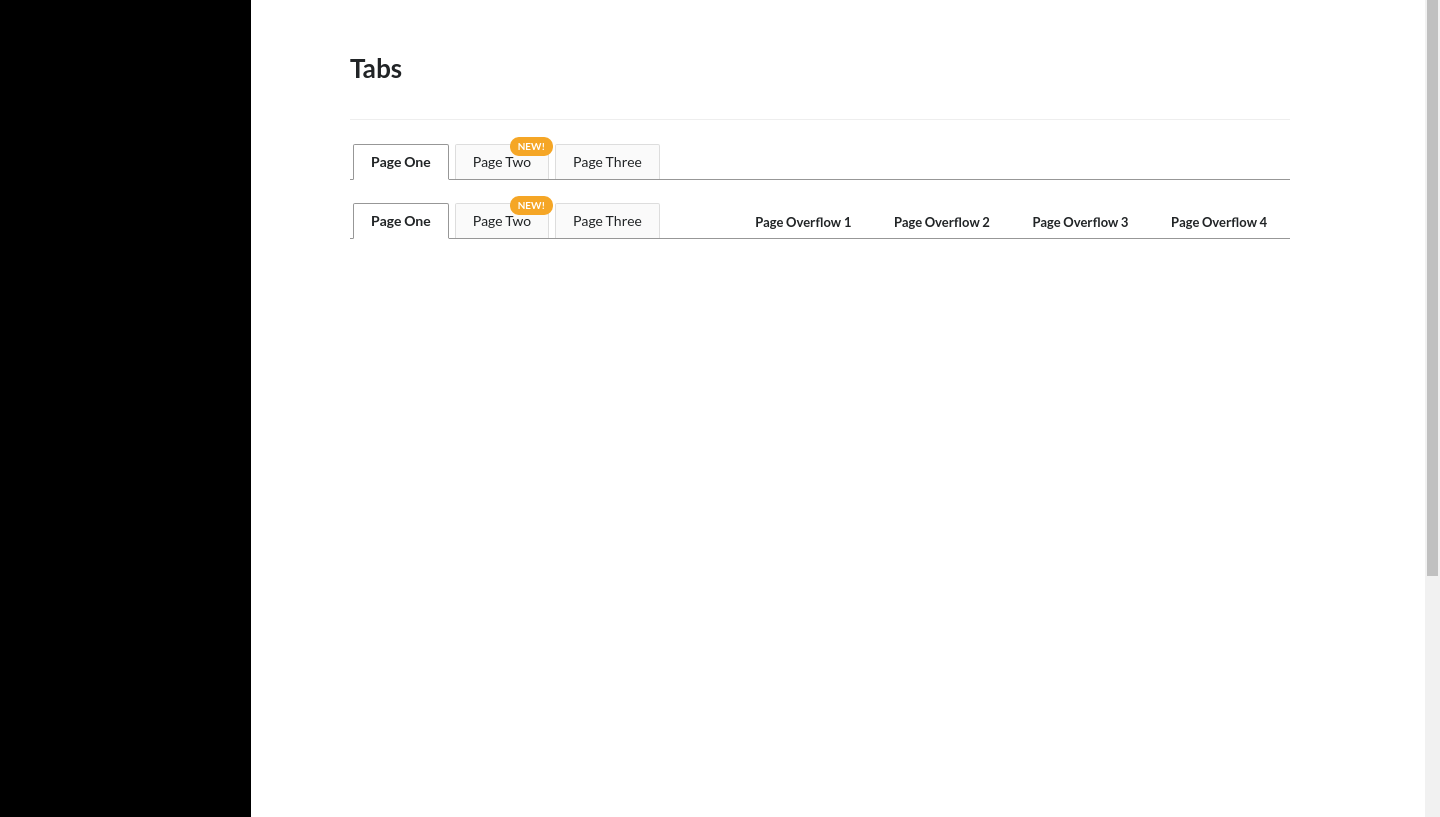 Tabs
NEW!
Page One Page Two Page Three
NEW!
Page One Page Two Page Three Page Overflow 1 Page Overflow 2 Page Overflow 3 Page Overflow 4